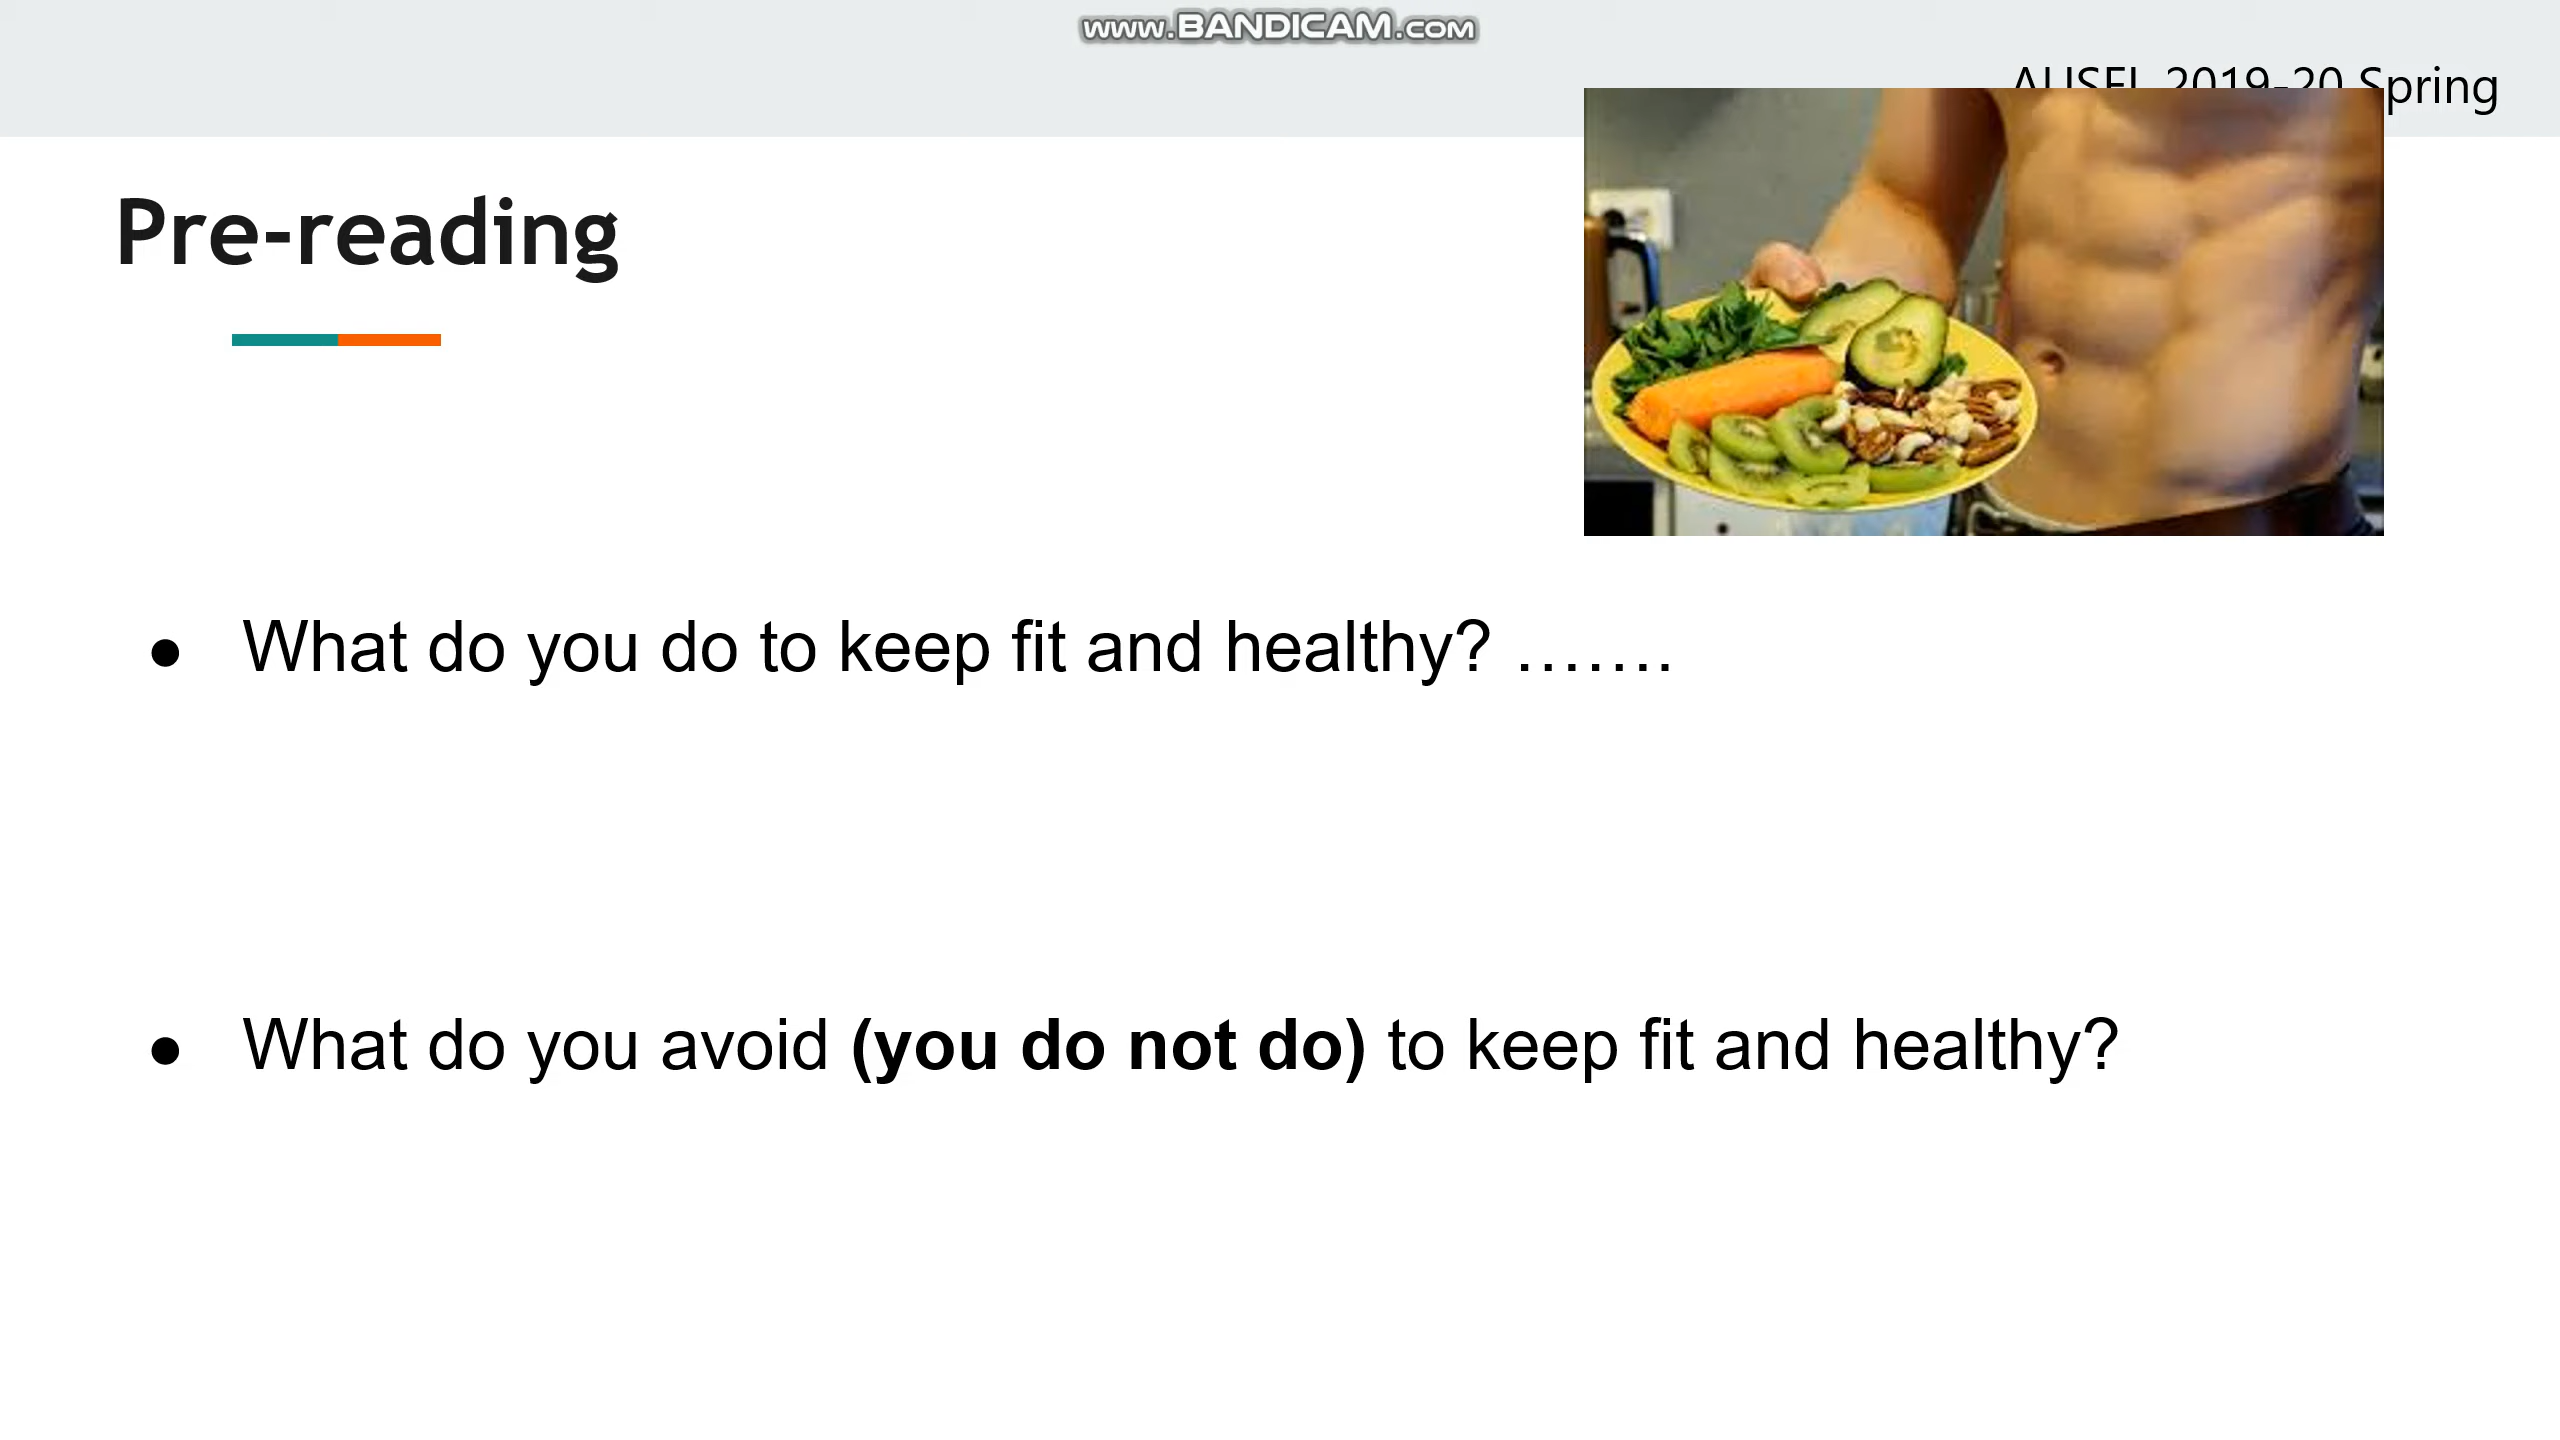 www.BANDICAM.com
AUSFL 2019-20 Spring
Pre-reading
● What do you do to keep fit and healthy? …….
● What do you avoid (you do not do) to keep fit and healthy?